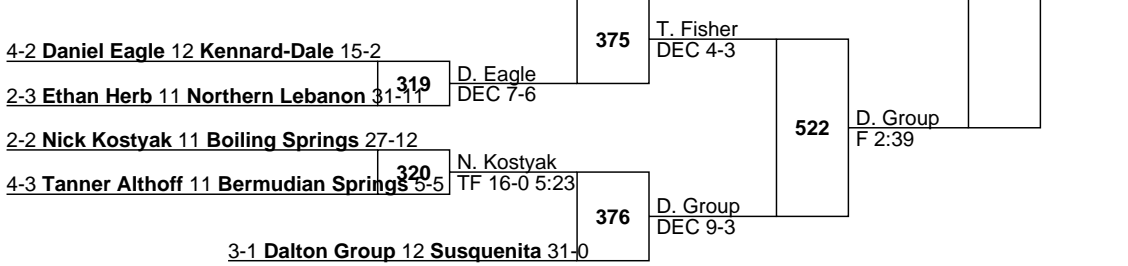 375
T. Fisher
DEC 4-3
4-2 Daniel Eagle 12 Kennard-Dale 15-2
319
D. Eagle
DEC 7-6
2-3 Ethan Herb 11 Northern Lebanon 31-11
522
D. Group
F 2:39
2-2 Nick Kostyak 11 Boiling Springs 27-12
320
N. Kostyak
TF 16-0 5:23
4-3 Tanner Althoff 11 Bermudian Springs 5-5
376
D. Group
DEC 9-3
3-1 Dalton Group 12 Susquenita 31-0